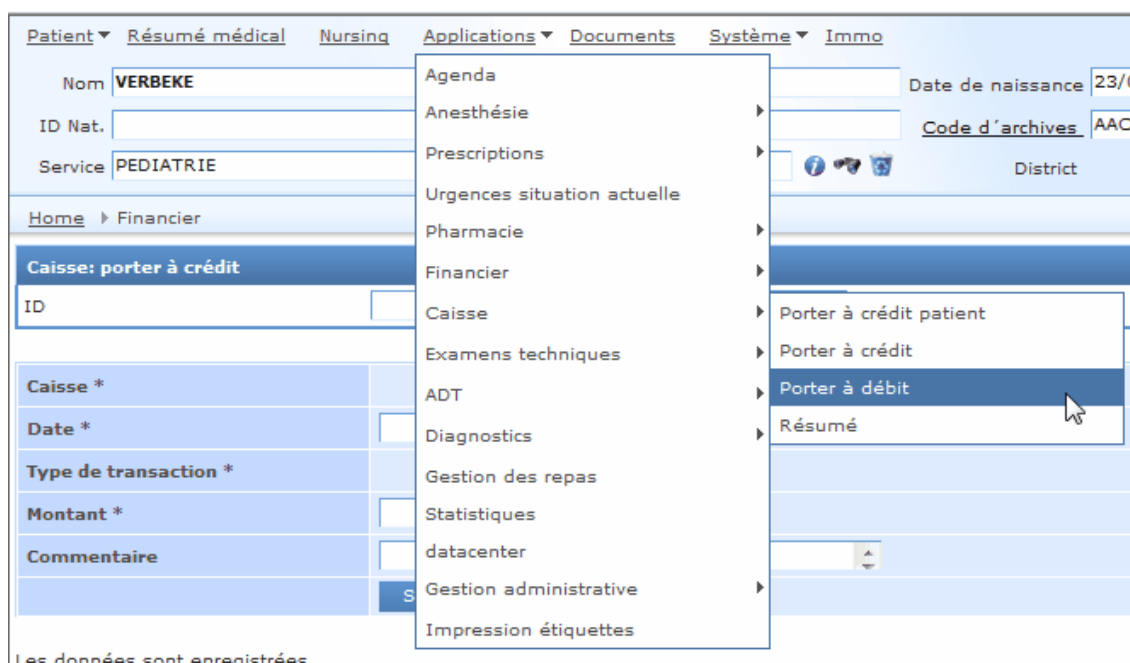 Patient Résumé médical Nursing Applications Documents Système Immo
Nom VERBEKE Date de naissance 23/
ID Nat. Code d´archives AAC
Service PEDIATRIE District
Home Financier
Caisse: porter à crédit
ID
Caisse *
Date *
Type de transaction *
Montant *
Commentaire
S
Les données sont enregistrées
Agenda
Anesthésie
Prescriptions
Urgences situation actuelle
Pharmacie
Financier
Caisse
Examens techniques
ADT
Diagnostics
Gestion des repas
Statistiques
datacenter
Gestion administrative
Impression étiquettes
Porter à crédit patient
Porter à crédit
Porter à débit
Résumé